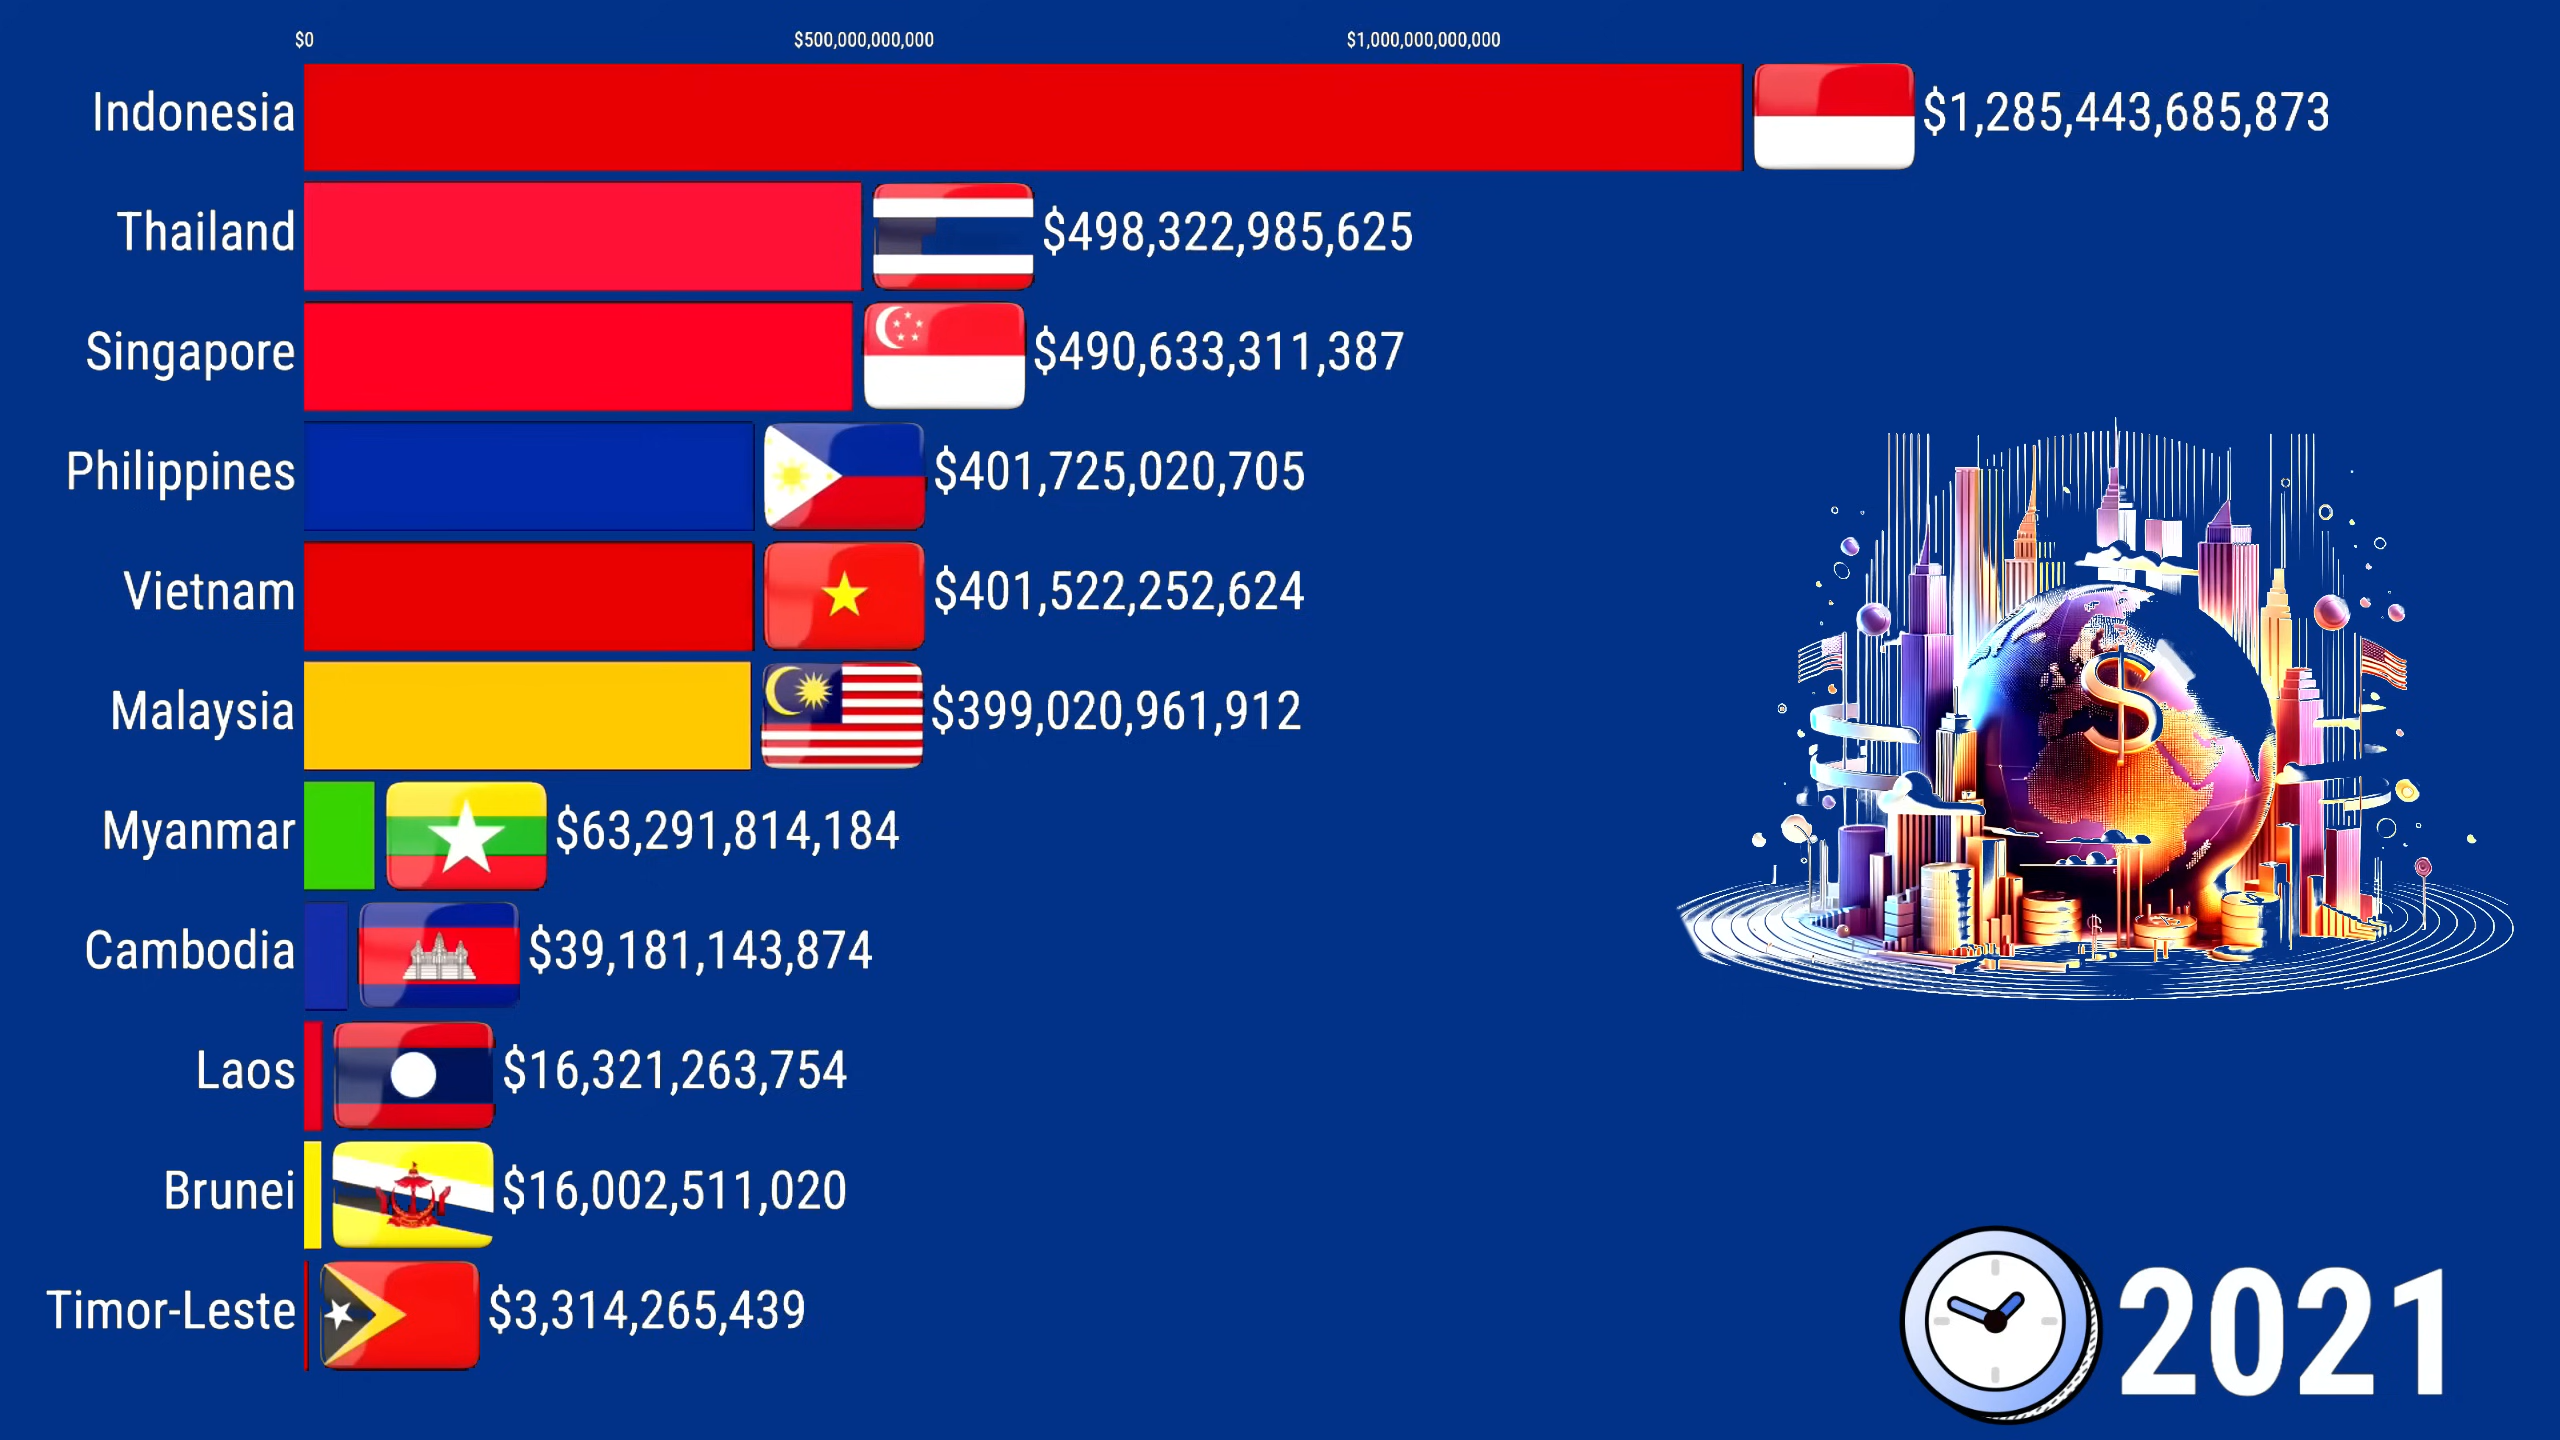 $0 $500,000,000,000 $1,000,000,000,000
Indonesia $1,285,443,685,873
Thailand $498,322,985,625
Singapore $490,633,311,387
Philippines $401,725,020,705
Vietnam $401,522,252,624
Malaysia $399,020,961,912
Myanmar $63,291,814,184
Cambodia $39,181,143,874
Laos $16,321,263,754
Brunei $16,002,511,020
Timor-Leste $3,314,265,439
$
2021